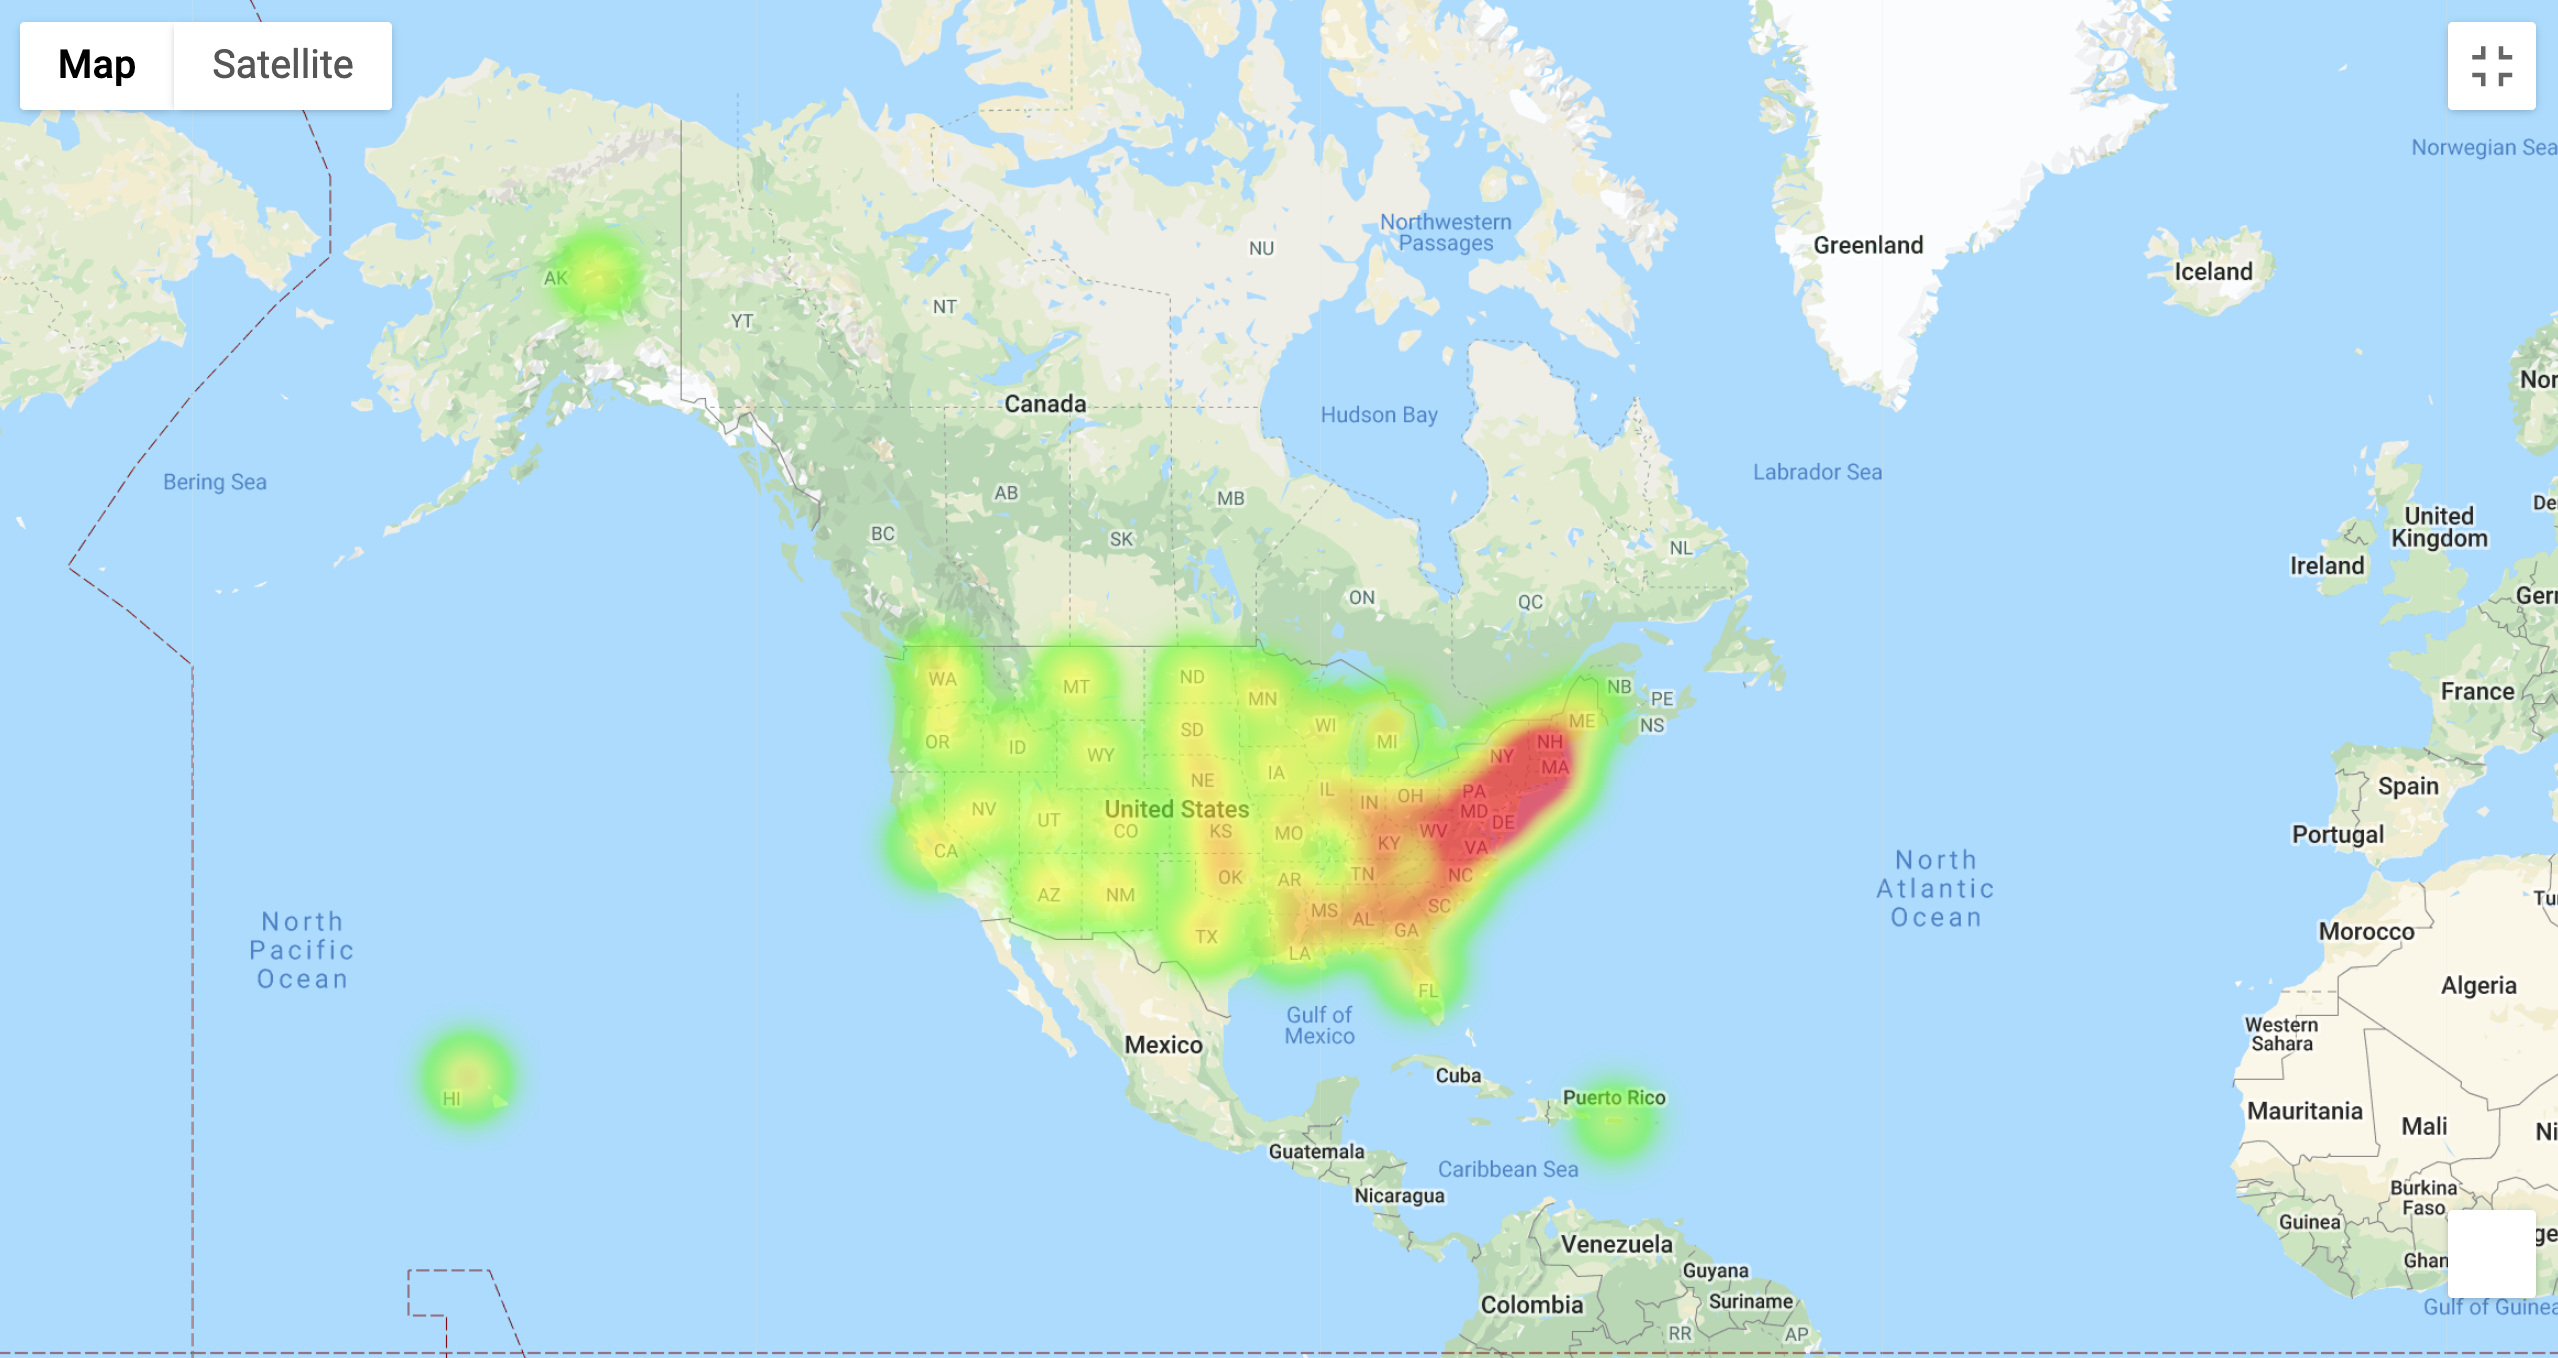 Map
Satellite
Norwegian Sea
Northwestern
Passages
NU
Greenland
Iceland
AK
NT
YT
Canada
Hudson Bay
Labrador Sea
Bering Sea
AB
MB
BC
SK
NL
ON
QC
United
Kingdom
Ireland
Nor
De
Ger
France
Spain
Portugal
WA
MT
ND
MN
NB
PE
NS
ME
OR
ID
WY
SD
WI
MI
NY
NH
MA
NE
IA
IL
IN
OH
PA
MD
DE
NV
UT
United States
CO
KS
MO
KY
WV
VA
CA
AZ
NM
OK
AR
TN
NC
MS
AL
SC
GA
TX
LA
FL
North
Pacific
Ocean
North
Atlantic
Ocean
Morocco
Tu
Algeria
Western
Sahara
Mauritania
Mali
Ni
Gulf of
Mexico
Mexico
Cuba
Puerto Rico
HI
Guatemala
Caribbean Sea
Nicaragua
Burkina
Faso
Guinea
Ghan
ge
Gulf of Guinea
Venezuela
Guyana
Suriname
Colombia
RR
AP